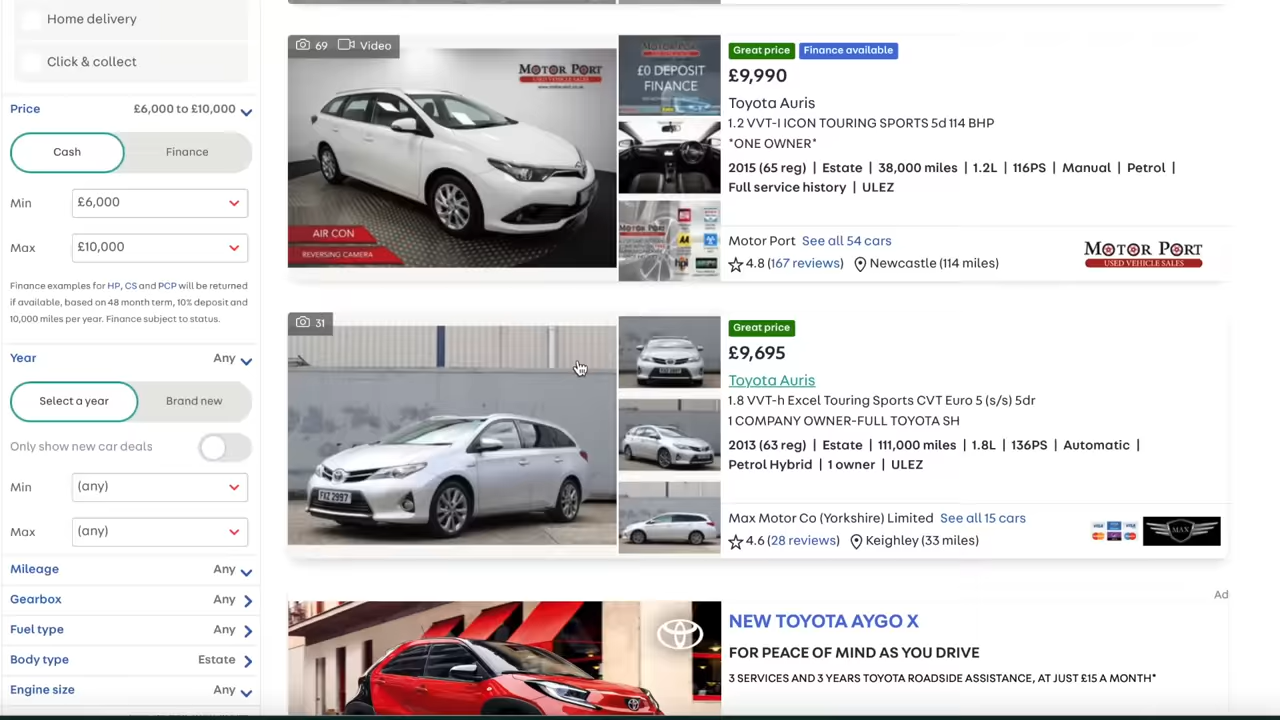 Home delivery
Click & collect
Price £6,000 to £10,000
Cash Finance
Min £6,000
Max £10,000
Finance examples for HP, CS and PCP will be returned
if available, based on 48 month term, 10% deposit and
10,000 miles per year. Finance subject to status.
Year Any
Select a year Brand new
Only show new car deals
Min (any)
Max (any)
Mileage Any
Gearbox Any
Fuel type Any
Body type Estate
Engine size Any
69 Video
MOTOR PORT
USED VEHICLE SALES
AIR CON
REVERSING CAMERA
MOTOR PORT
£0 DEPOSIT
FINANCE
MOTOR PORT
AA
Great price Finance available
£9,990
Toyota Auris
1.2 VVT-I ICON TOURING SPORTS 5d 114 BHP
*ONE OWNER*
2015 (65 reg) | Estate | 38,000 miles | 1.2L | 116PS | Manual | Petrol |
Full service history | ULEZ
Motor Port See all 54 cars
4.8 (167 reviews) Newcastle (114 miles)
MOTOR PORT
USED VEHICLE SALES
31
FXZ 2997
Great price
£9,695
Toyota Auris
1.8 VVT-h Excel Touring Sports CVT Euro 5 (s/s) 5dr
1 COMPANY OWNER-FULL TOYOTA SH
2013 (63 reg) | Estate | 111,000 miles | 1.8L | 136PS | Automatic |
Petrol Hybrid | 1 owner | ULEZ
Max Motor Co (Yorkshire) Limited See all 15 cars
4.6 (28 reviews) Keighley (33 miles)
MAX
Ad
NEW TOYOTA AYGO X
FOR PEACE OF MIND AS YOU DRIVE
3 SERVICES AND 3 YEARS TOYOTA ROADSIDE ASSISTANCE, AT JUST £15 A MONTH*